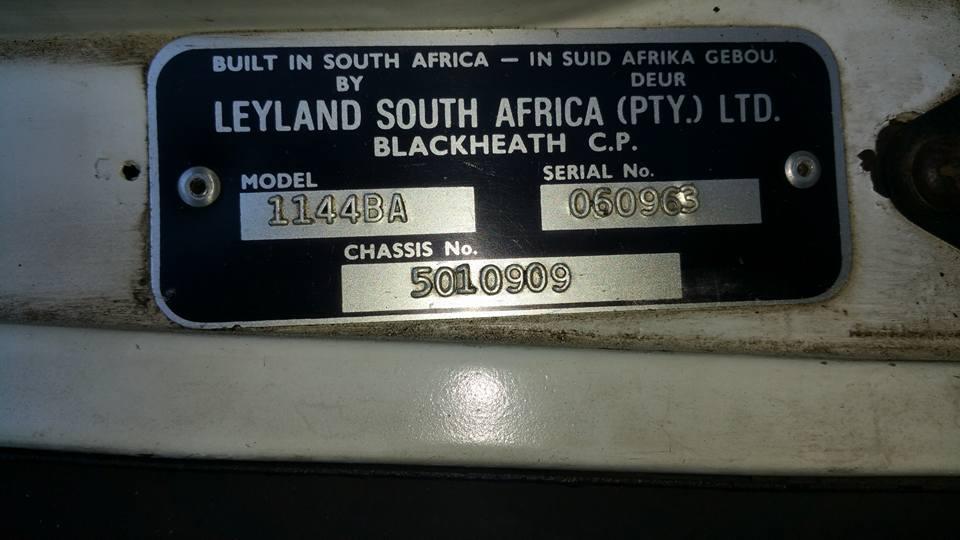 BUILT IN SOUTH AFRICA — IN SUID AFRIKA GEBOU.
BY DEUR
LEYLAND SOUTH AFRICA (PTY.) LTD.
BLACKHEATH C.P.
MODEL SERIAL No.
1144BA 060963
CHASSIS No.
5010909